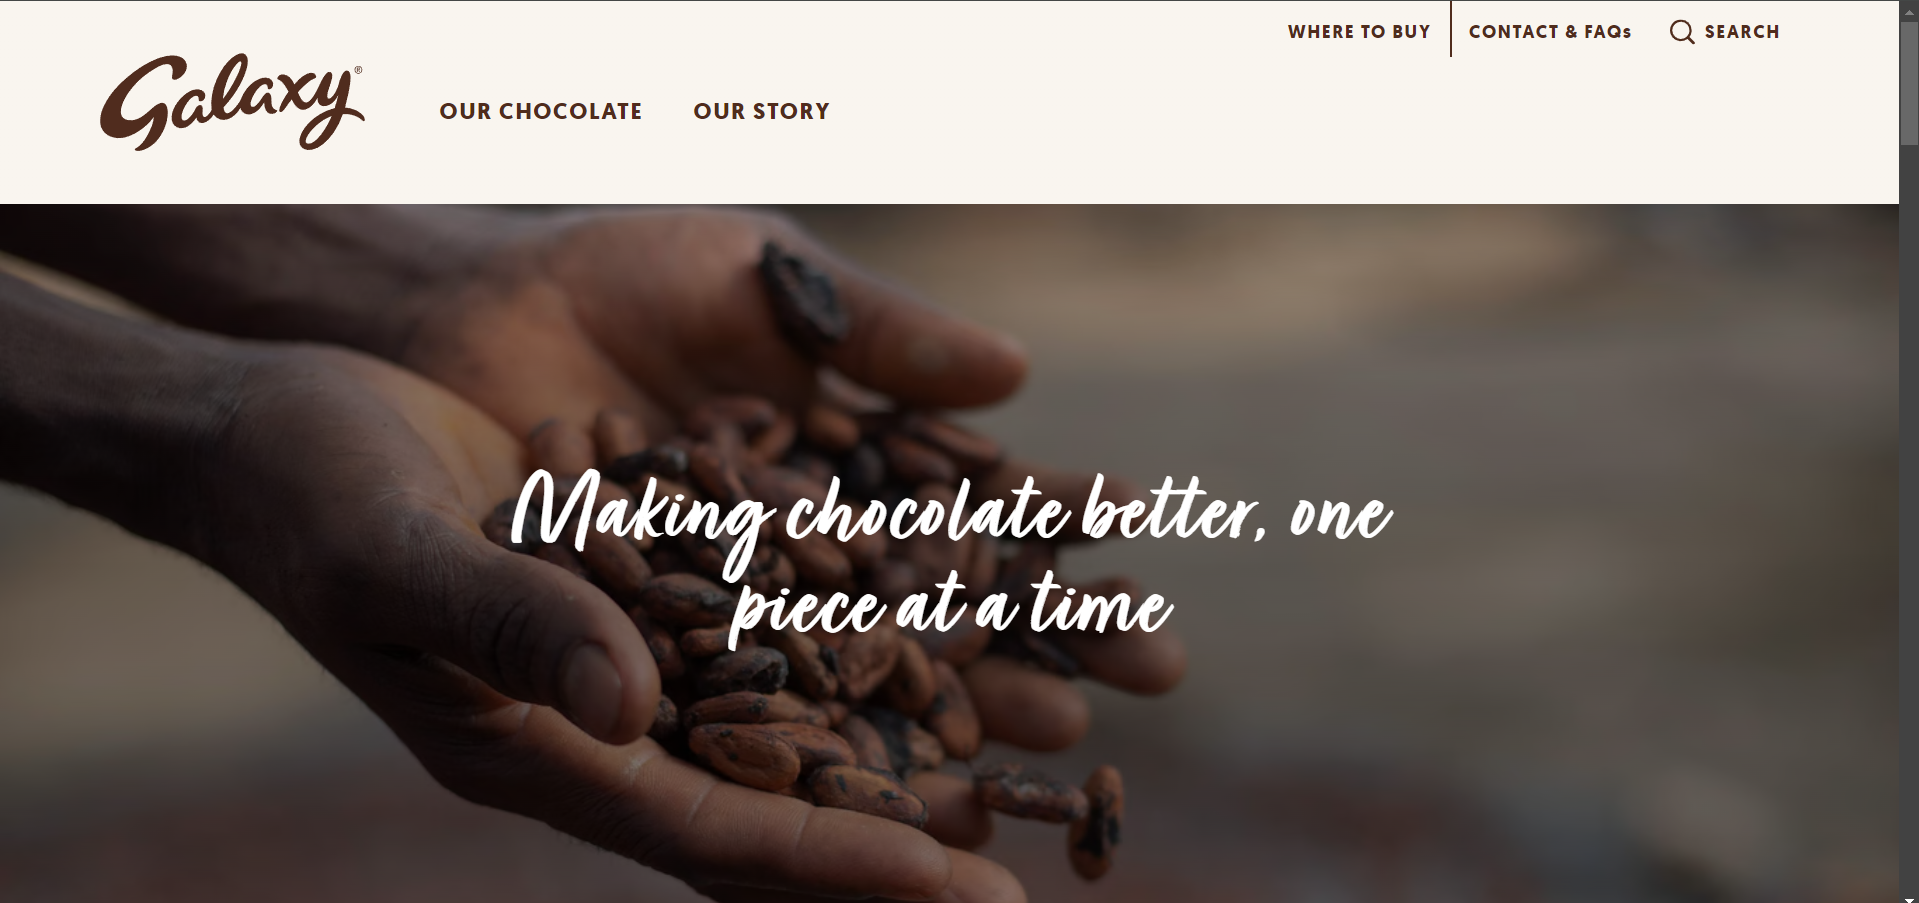 WHERE TO BUY
CONTACT & FAQs
SEARCH
Galaxy®
OUR CHOCOLATE
OUR STORY
Making chocolate better, one
piece at a time